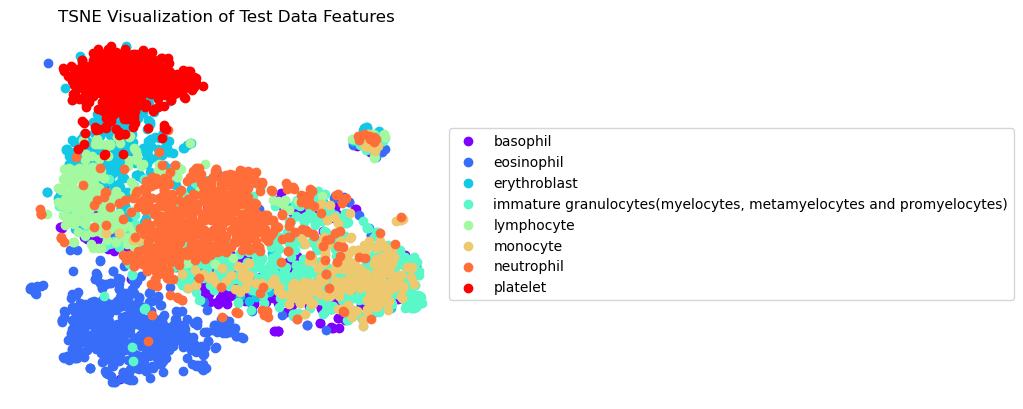 TSNE Visualization of Test Data Features
basophil
eosinophil
erythroblast
immature granulocytes(myelocytes, metamyelocytes and promyelocytes)
lymphocyte
monocyte
neutrophil
platelet